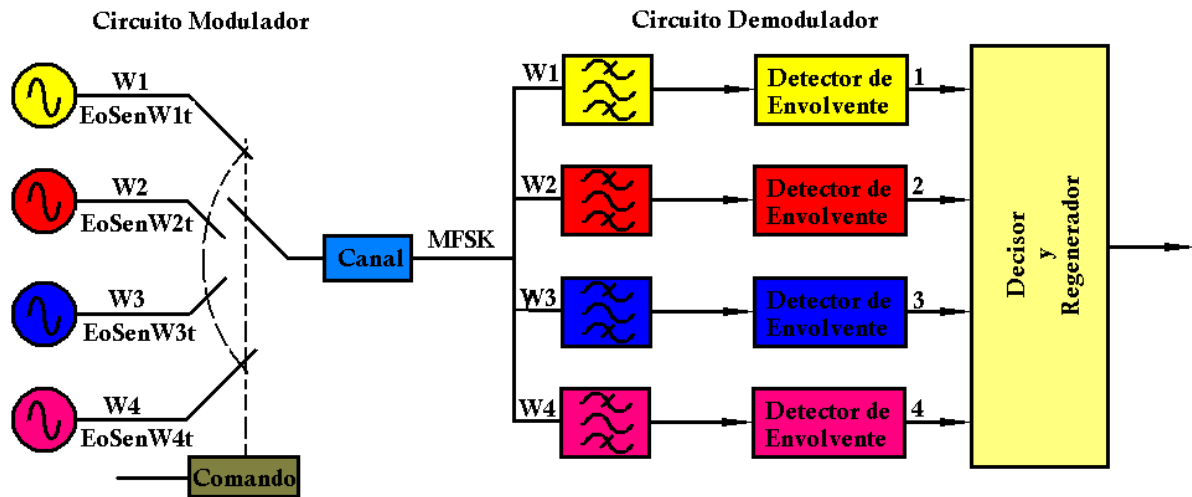 Circuito Modulador
Circuito Demodulador
W1
EoSenW1t
W2
EoSenW2t
W3
EoSenW3t
W4
EoSenW4t
Comando
Canal
MFSK
W1
Detector de
Envolvente
1
W2
Detector de
Envolvente
2
W3
Detector de
Envolvente
3
W4
Detector de
Envolvente
4
Decisor
y
Regenerador